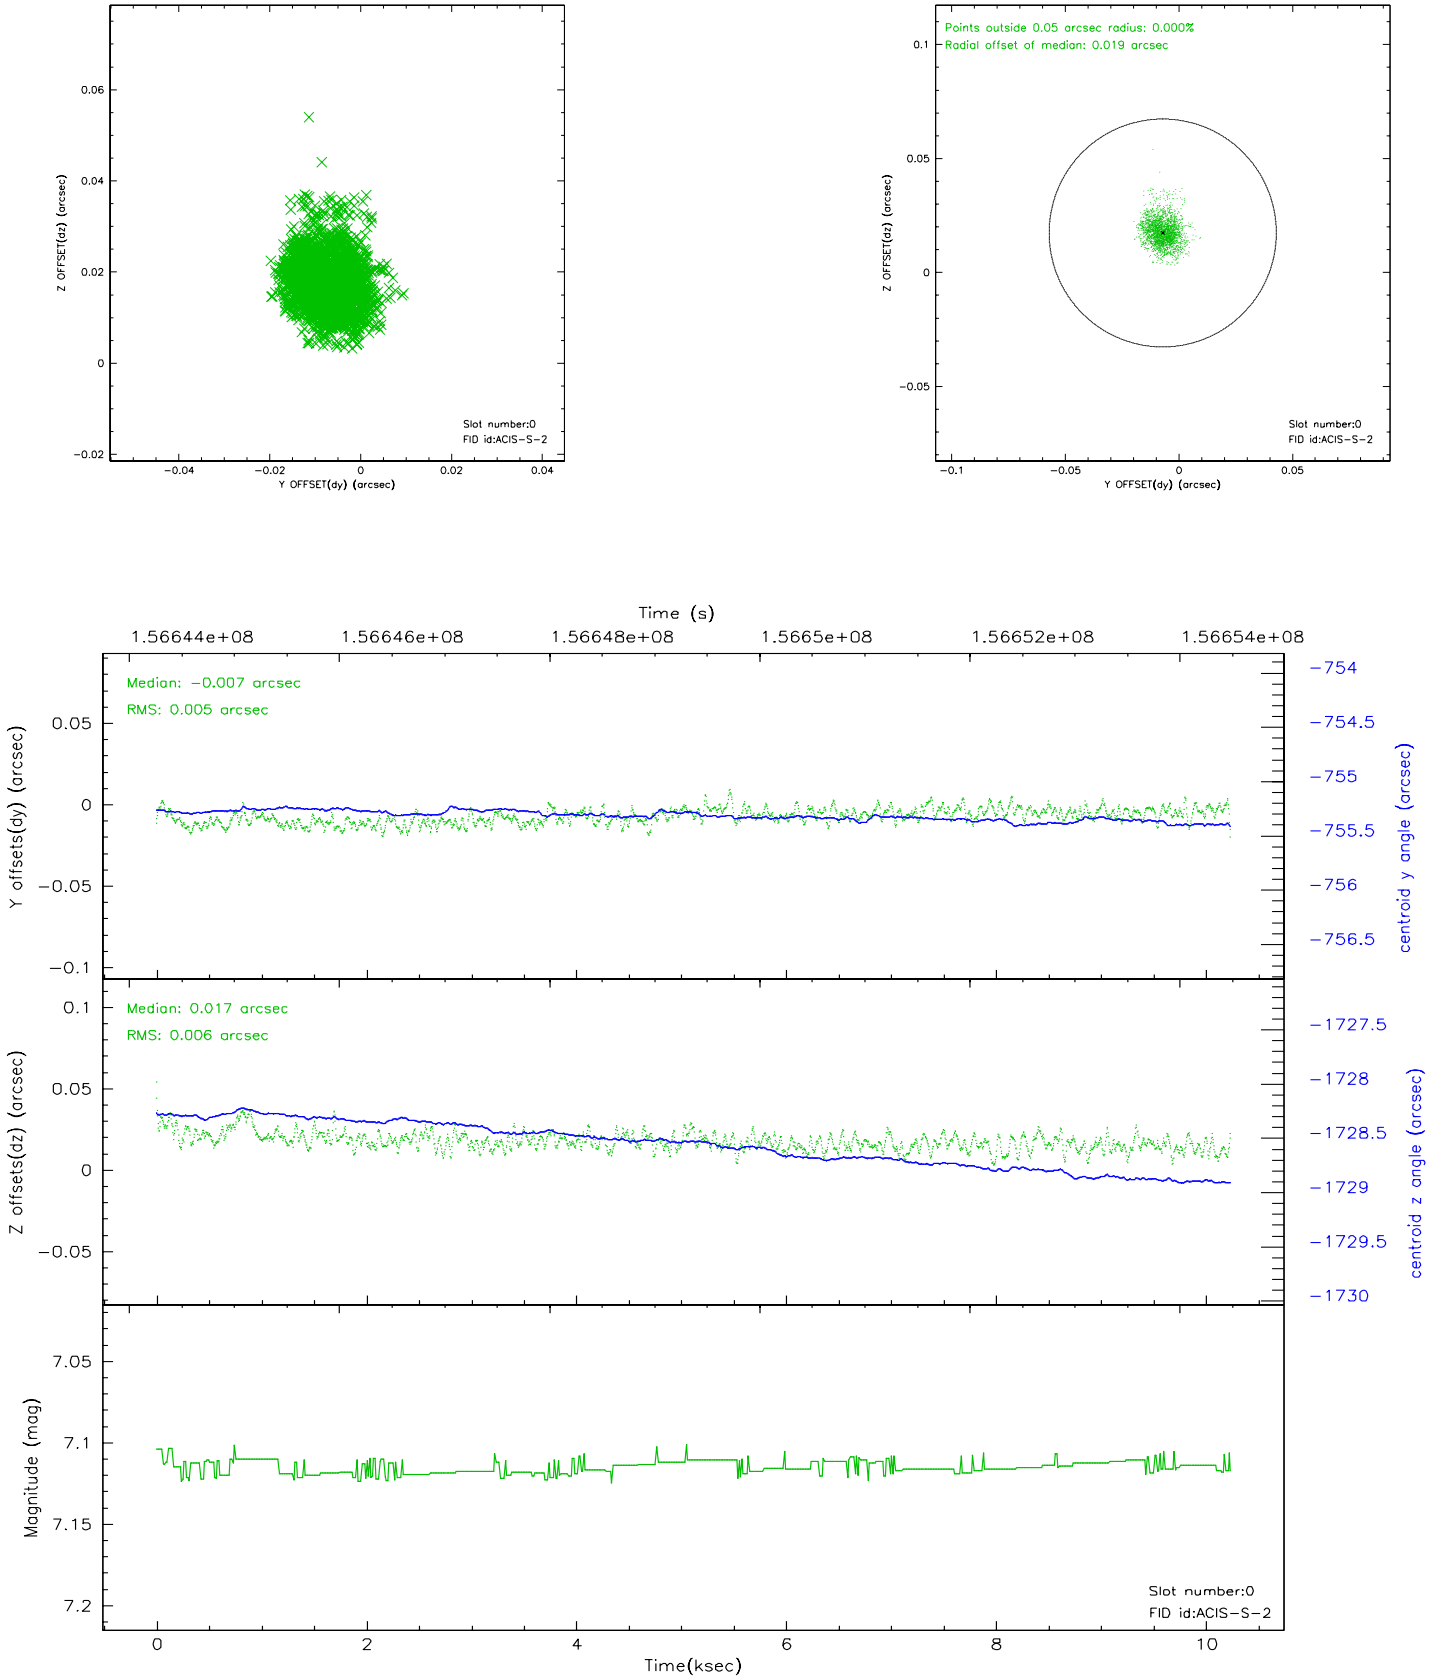 0.06
0.04
0.02
0
−0.02
Z OFFSET(dz) (arcsec)
Slot number:0
FID id:ACIS−S−2
−0.04 −0.02 0 0.02 0.04
Y OFFSET(dy) (arcsec)
Points outside 0.05 arcsec radius: 0.000%
Radial offset of median: 0.019 arcsec
0.1
0.05
0
−0.05
Z OFFSET(dz) (arcsec)
Slot number:0
FID id:ACIS−S−2
−0.1 −0.05 0 0.05
Y OFFSET(dy) (arcsec)
Time (s)
1.56644e+08 1.56646e+08 1.56648e+08 1.5665e+08 1.56652e+08 1.56654e+08
Median: −0.007 arcsec
RMS: 0.005 arcsec
0.05
0
−0.05
−0.1
Y offsets(dy) (arcsec)
−754
−754.5
−755
−755.5
−756
−756.5
centroid y angle (arcsec)
Median: 0.017 arcsec
RMS: 0.006 arcsec
0.1
0.05
0
−0.05
Z offsets(dz) (arcsec)
−1727.5
−1728
−1728.5
−1729
−1729.5
−1730
centroid z angle (arcsec)
7.05
7.1
7.15
7.2
Magnitude (mag)
Slot number:0
FID id:ACIS−S−2
0 2 4 6 8 10
Time(ksec)